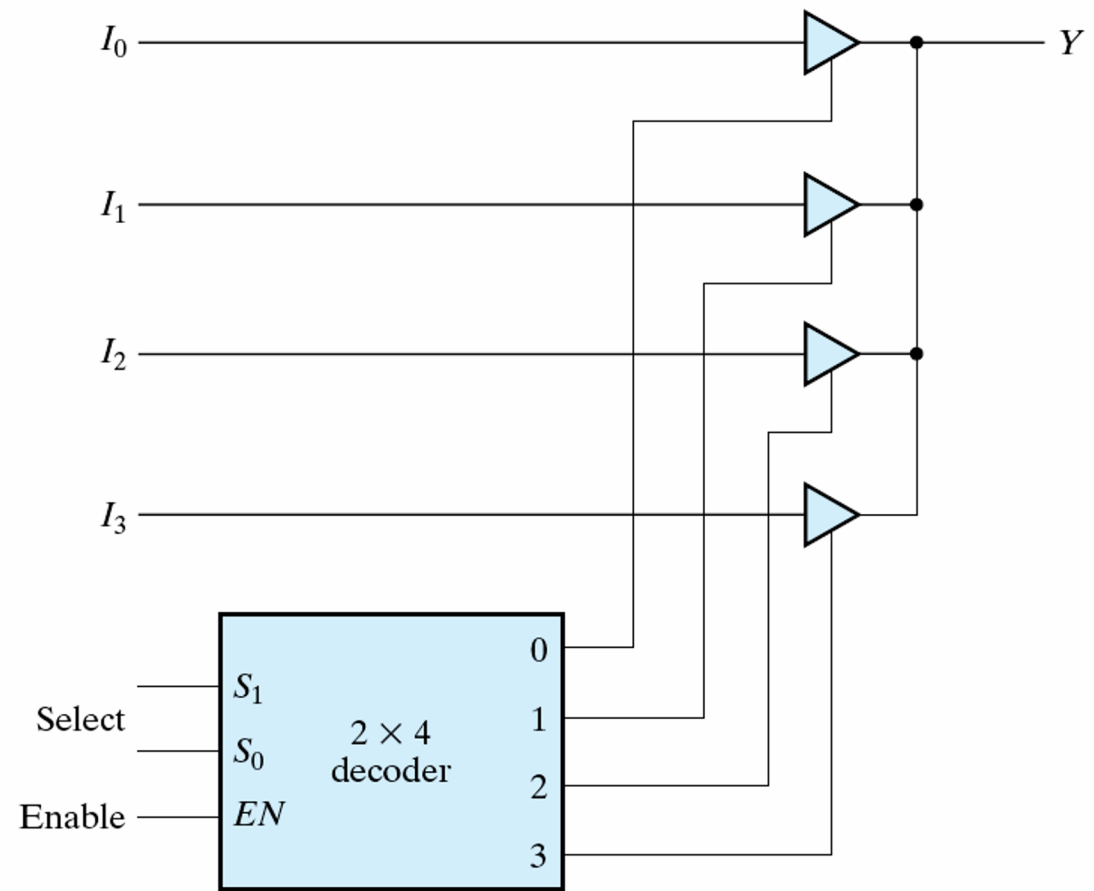 I₀
Y
I₁
I₂
I₃
0
S₁
Select
1
2 × 4
S₀
decoder
2
Enable
EN
3